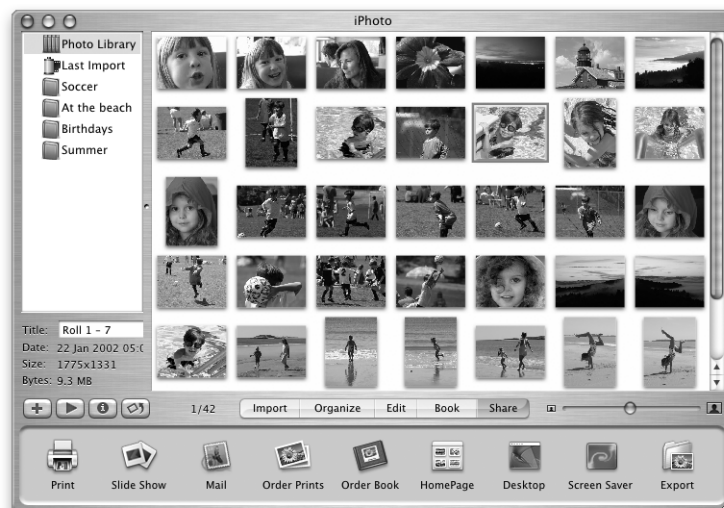 iPhoto
Photo Library
Last Import
Soccer
At the beach
Birthdays
Summer
Title: Roll 1 – 7
Date: 22 Jan 2002 05:0
Size: 1775x1331
Bytes: 9.3 MB
1/42 Import Organize Edit Book Share
Print Slide Show Mail Order Prints Order Book HomePage Desktop Screen Saver Export